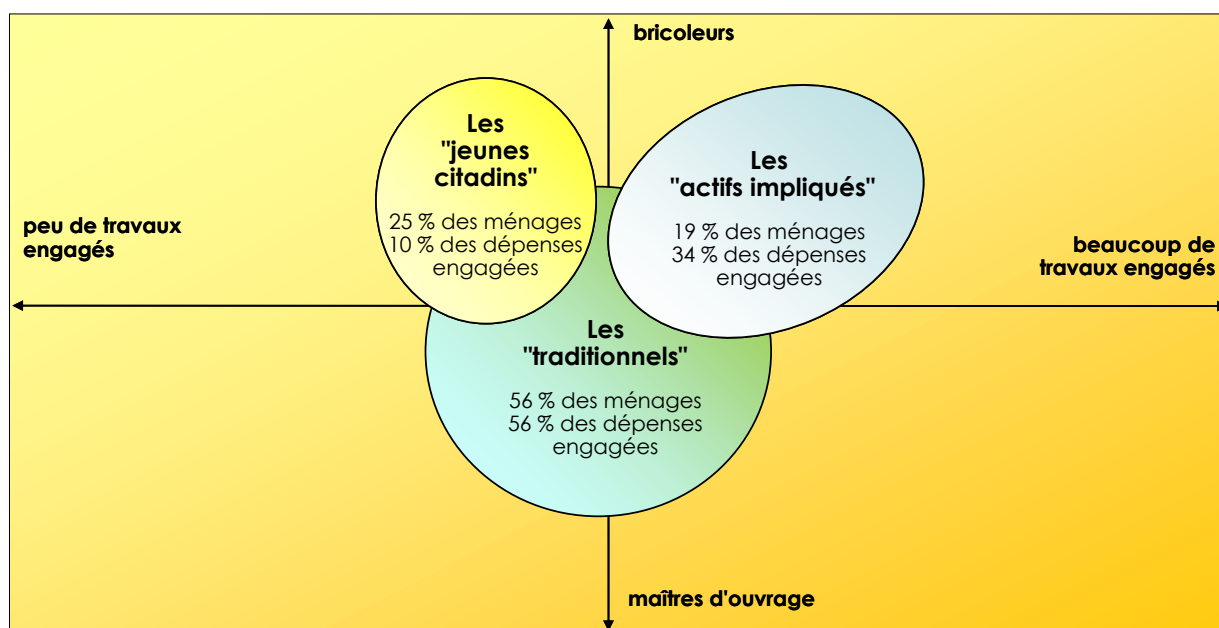 bricoleurs
Les
"jeunes
citadins"
25 % des ménages
10 % des dépenses
engagées
Les
"actifs impliqués"
19 % des ménages
34 % des dépenses
engagées
peu de travaux
engagés
beaucoup de
travaux engagés
Les
"traditionnels"
56 % des ménages
56 % des dépenses
engagées
maîtres d'ouvrage